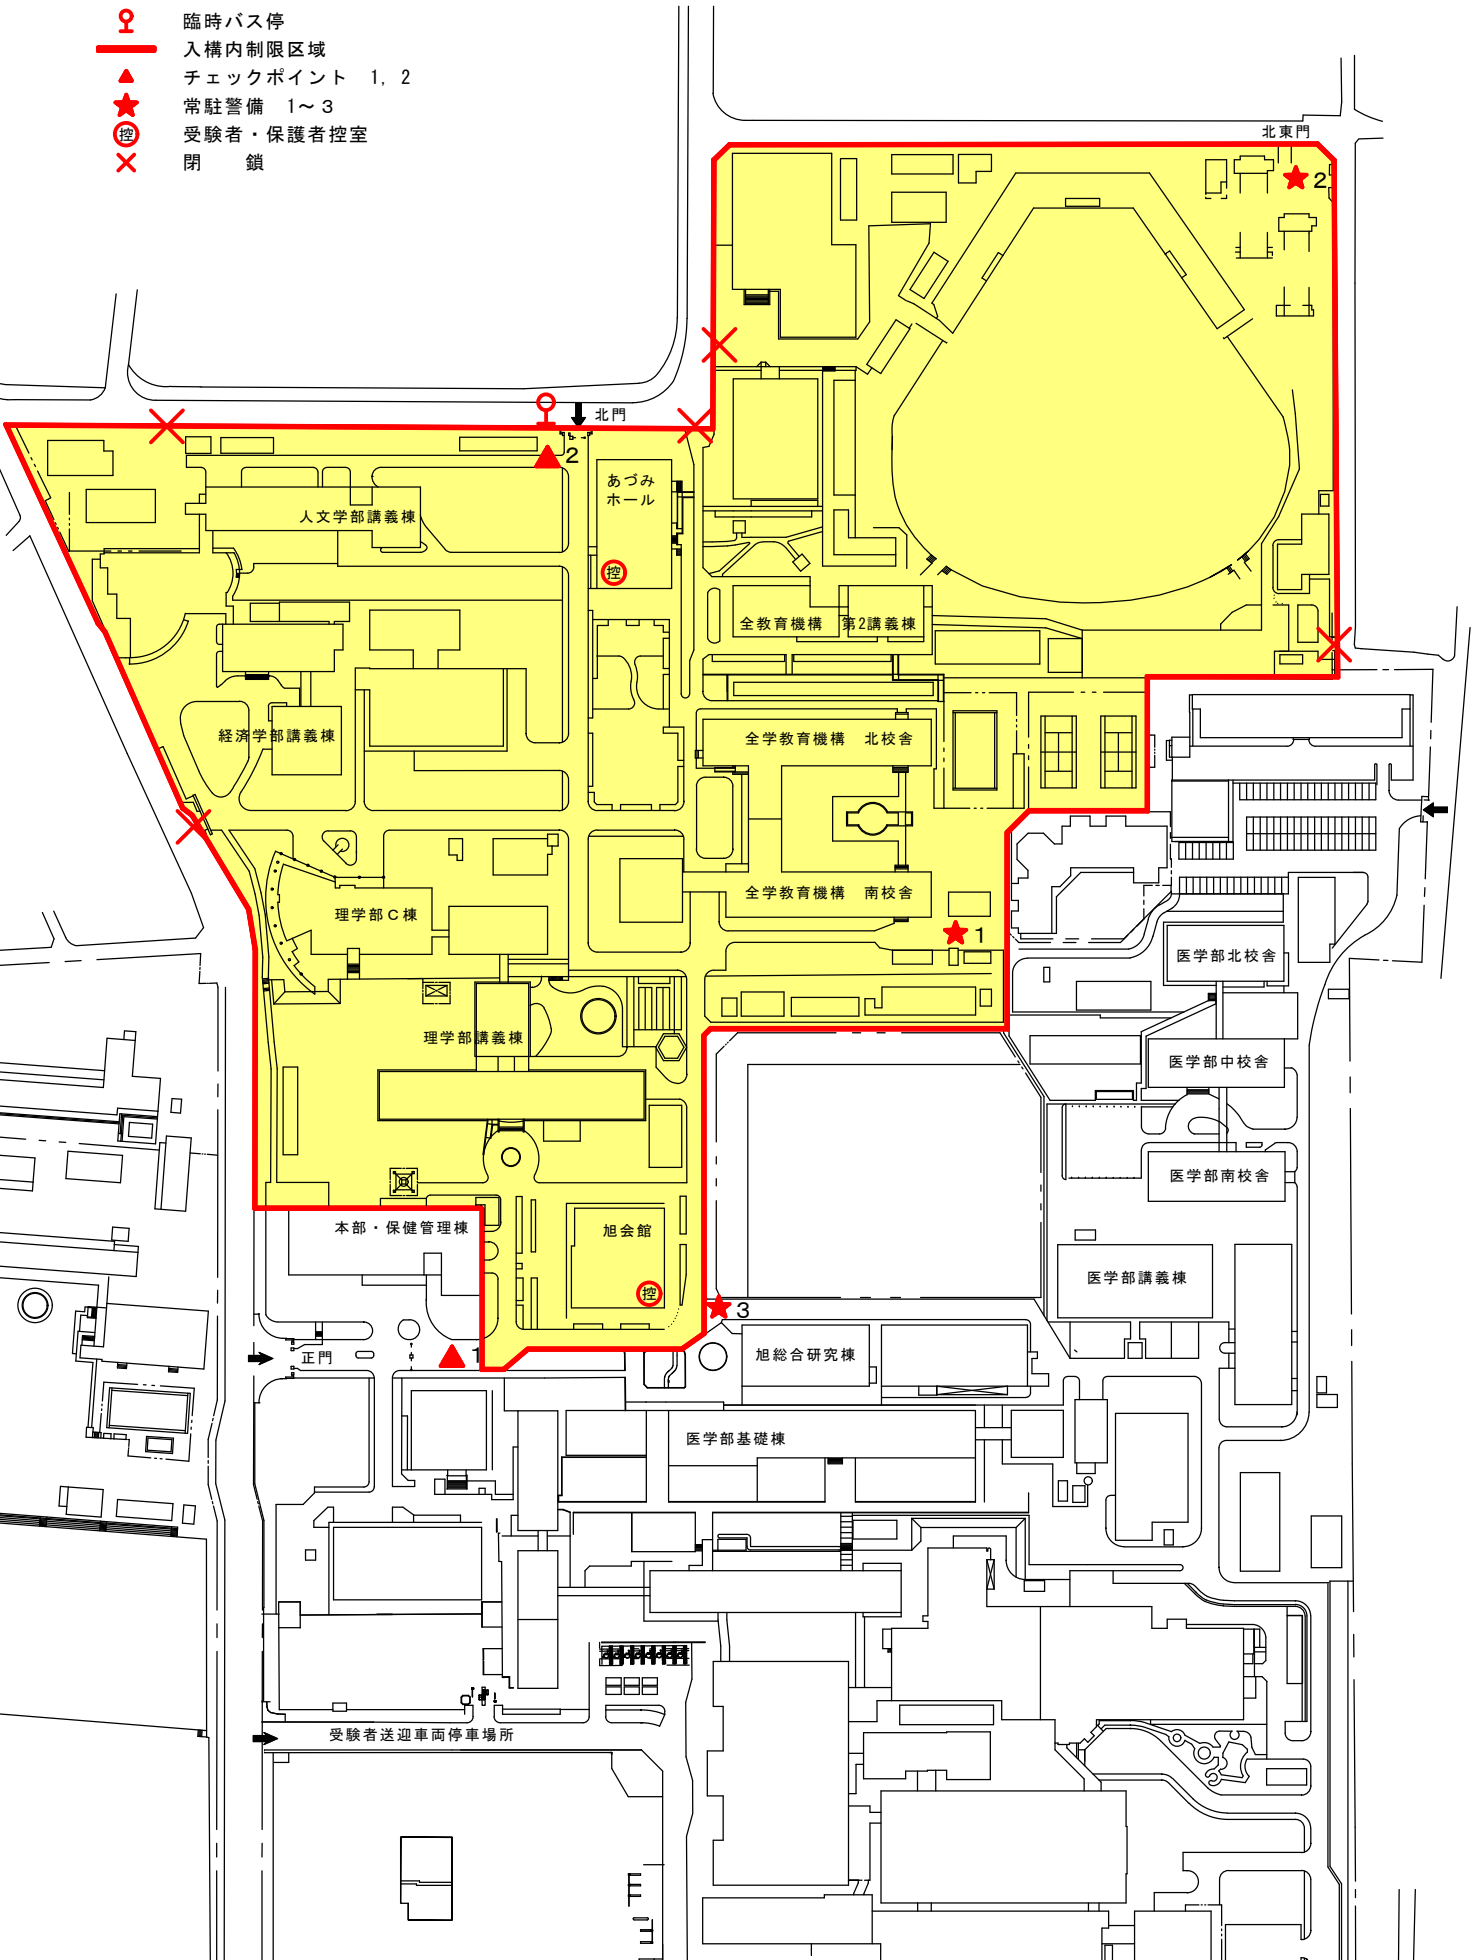 臨時バス停
入構内制限区域
チェックポイント 1, 2
常駐警備 1～3
控
受験者・保護者控室
閉 鎖
北東門
2
北門
2
あづみ
ホール
人文学部講義棟
控
全教育機構 第2講義棟
経済学部講義棟
全学教育機構 北校舎
全学教育機構 南校舎
理学部C棟
1
医学部北校舎
理学部講義棟
医学部中校舎
医学部南校舎
本部・保健管理棟
旭会館
医学部講義棟
控
3
正門
1
旭総合研究棟
医学部基礎棟
受験者送迎車両停車場所